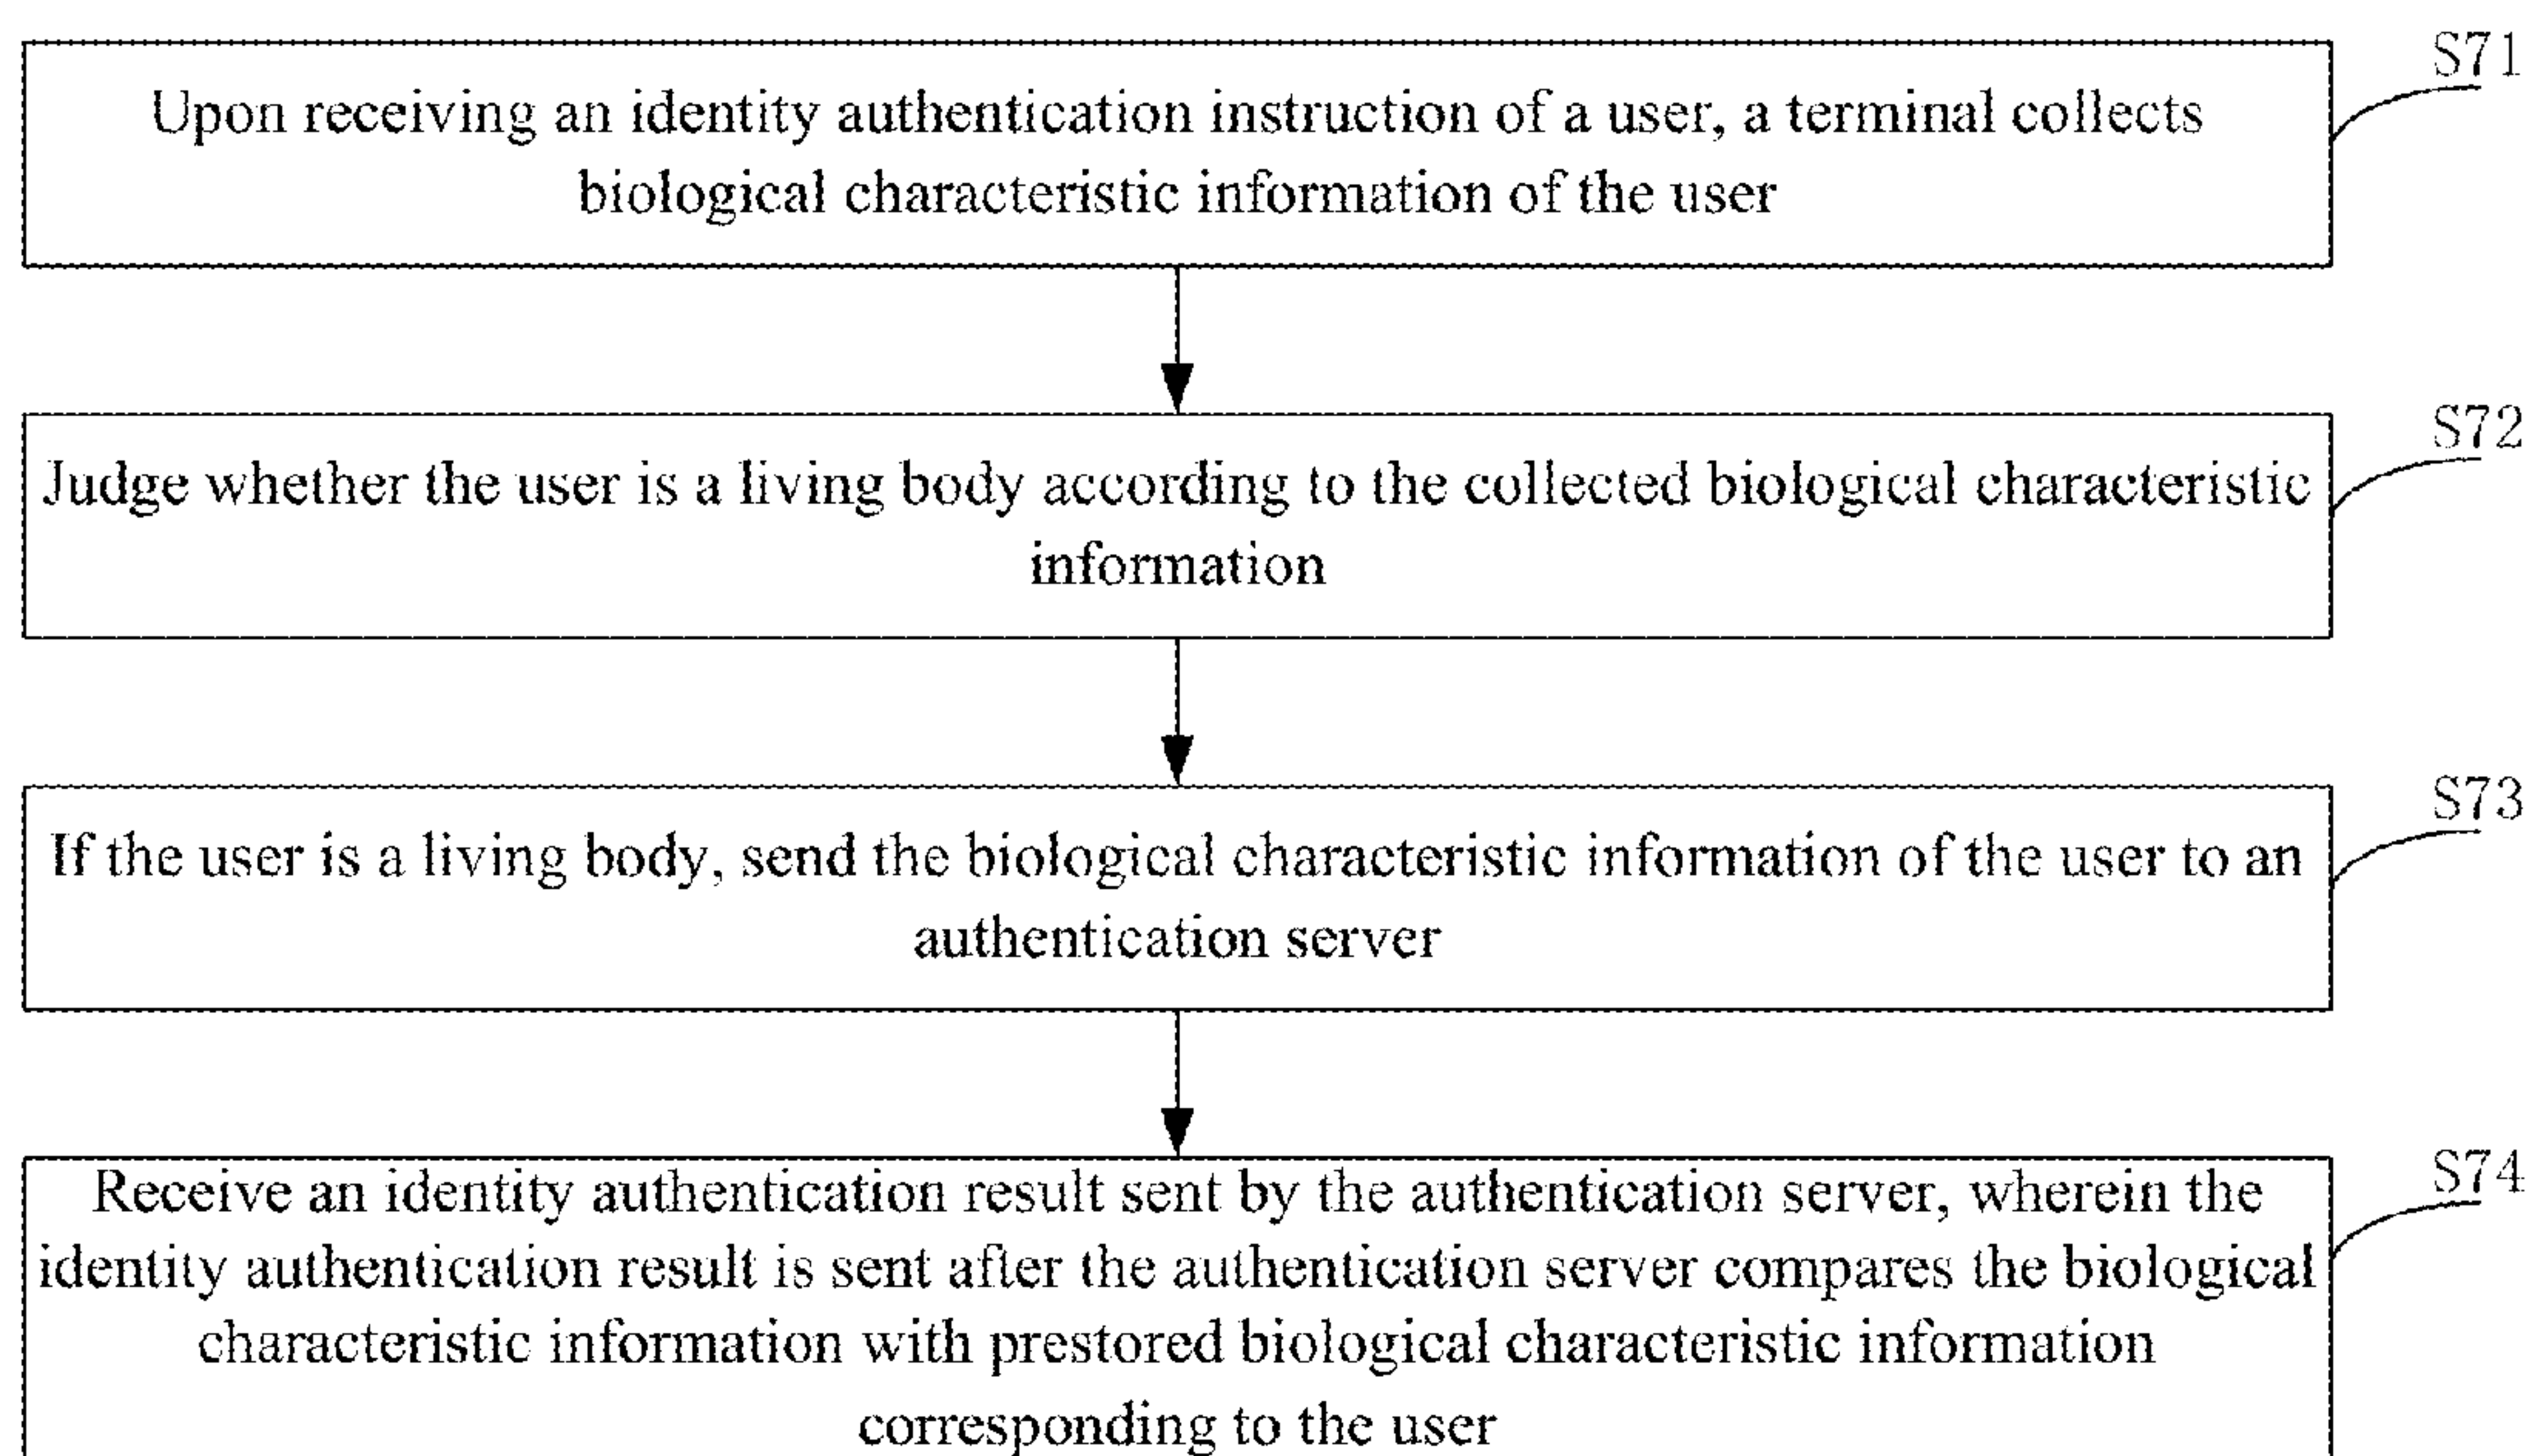 S71
Upon receiving an identity authentication instruction of a user, a terminal collects
biological characteristic information of the user
S72
Judge whether the user is a living body according to the collected biological characteristic
information
S73
If the user is a living body, send the biological characteristic information of the user to an
authentication server
S74
Receive an identity authentication result sent by the authentication server, wherein the
identity authentication result is sent after the authentication server compares the biological
characteristic information with prestored biological characteristic information
corresponding to the user